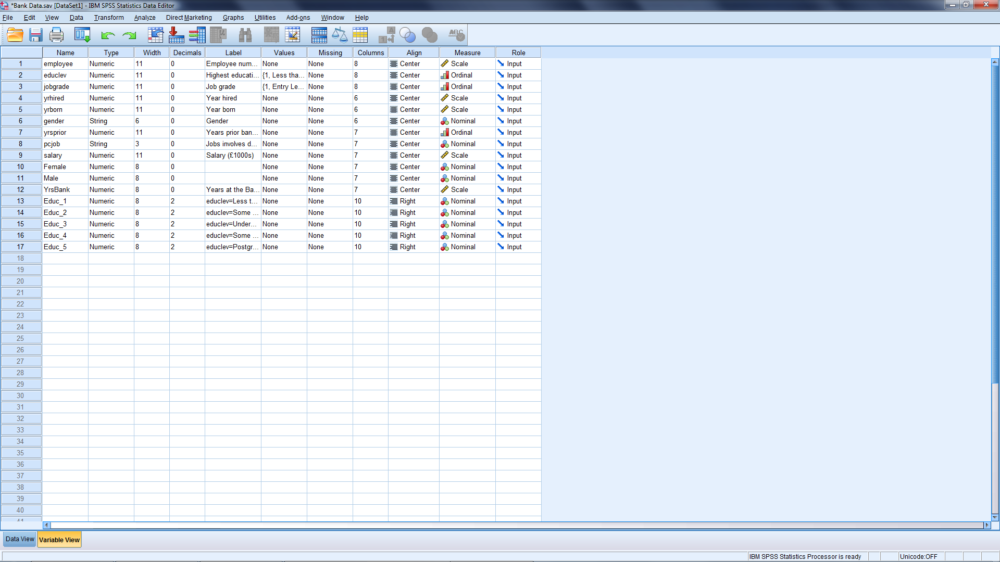 *Bank Data.sav [DataSet1] - IBM SPSS Statistics Data Editor
File Edit View Data Transform Analyze Direct Marketing Graphs Utilities Add-ons Window Help
Name Type Width Decimals Label Values Missing Columns Align Measure Role
1 employee Numeric 11 0 Employee num... None None 8 Center Scale Input
2 educlev Numeric 11 0 Highest educati... {1, Less tha... None 8 Center Ordinal Input
3 jobgrade Numeric 11 0 Job grade {1, Entry Le... None 8 Center Ordinal Input
4 yrhired Numeric 11 0 Year hired None None 6 Center Scale Input
5 yrborn Numeric 11 0 Year born None None 6 Center Scale Input
6 gender String 6 0 Gender None None 6 Center Nominal Input
7 yrsprior Numeric 11 0 Years prior ban... None None 7 Center Ordinal Input
8 pcjob String 3 0 Jobs involves d... None None 7 Center Nominal Input
9 salary Numeric 11 0 Salary (£1000s) None None 7 Center Scale Input
10 Female Numeric 8 0 None None 7 Center Nominal Input
11 Male Numeric 8 0 None None 7 Center Nominal Input
12 YrsBank Numeric 8 0 Years at the Ba... None None 7 Center Scale Input
13 Educ_1 Numeric 8 2 educlev=Less t... None None 10 Right Nominal Input
14 Educ_2 Numeric 8 2 educlev=Some ... None None 10 Right Nominal Input
15 Educ_3 Numeric 8 2 educlev=Under... None None 10 Right Nominal Input
16 Educ_4 Numeric 8 2 educlev=Some ... None None 10 Right Nominal Input
17 Educ_5 Numeric 8 2 educlev=Postgr... None None 10 Right Nominal Input
18
19
20
21
22
23
24
25
26
27
28
29
30
31
32
33
34
35
36
37
38
39
40
41
Data View Variable View
IBM SPSS Statistics Processor is ready Unicode:OFF